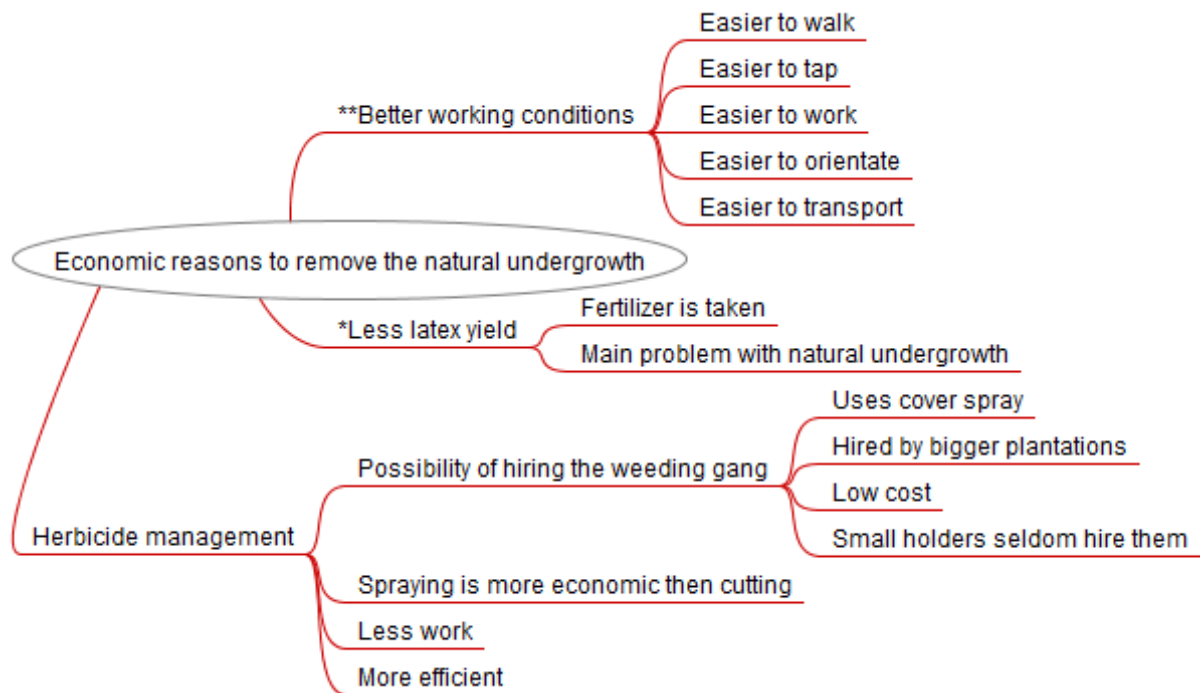 Easier to walk
Easier to tap
**Better working conditions
Easier to work
Easier to orientate
Easier to transport
Economic reasons to remove the natural undergrowth
Fertilizer is taken
*Less latex yield
Main problem with natural undergrowth
Uses cover spray
Hired by bigger plantations
Possibility of hiring the weeding gang
Low cost
Small holders seldom hire them
Herbicide management
Spraying is more economic then cutting
Less work
More efficient